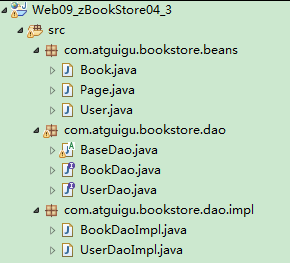 Web09_zBookStore04_3
src
com.atguigu.bookstore.beans
Book.java
Page.java
User.java
com.atguigu.bookstore.dao
BaseDao.java
BookDao.java
UserDao.java
com.atguigu.bookstore.dao.impl
BookDaoImpl.java
UserDaoImpl.java